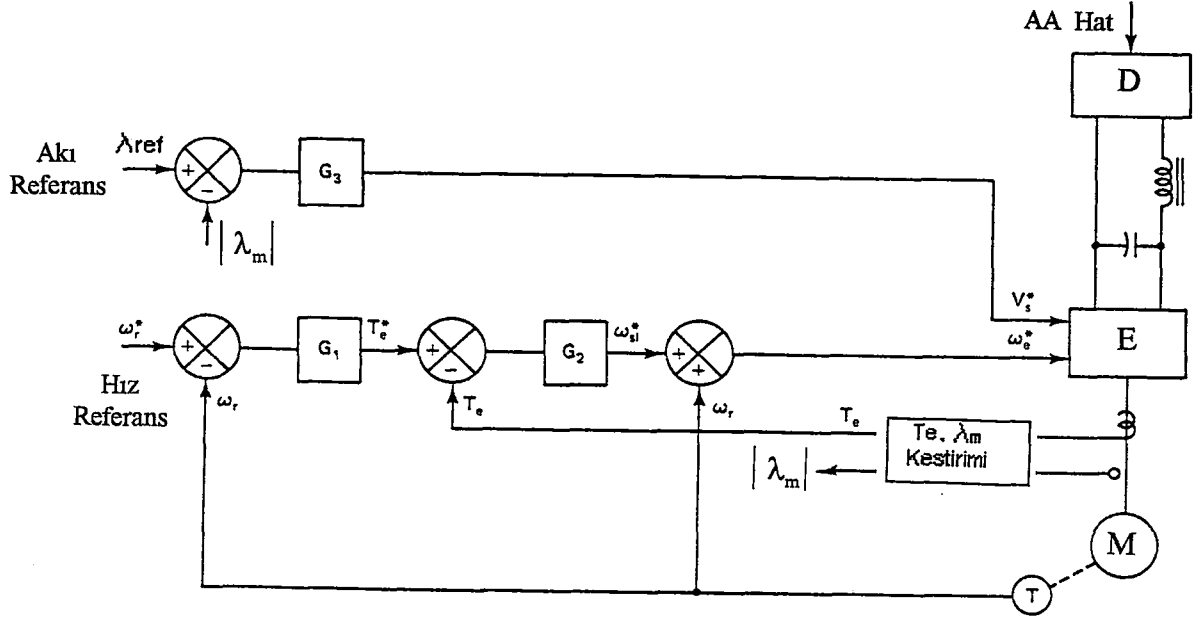 AA Hat
D
Akı
Referans
λref
+
−
G₃
|λₘ|
Vₛ*
ωₑ*
E
ωᵣ*
+
−
G₁
Tₑ*
+
−
G₂
ωₛₗ*
+
+
Hız
Referans
ωᵣ
Tₑ
ωᵣ
Tₑ
Te, λm
Kestirimi
|λₘ|
M
T